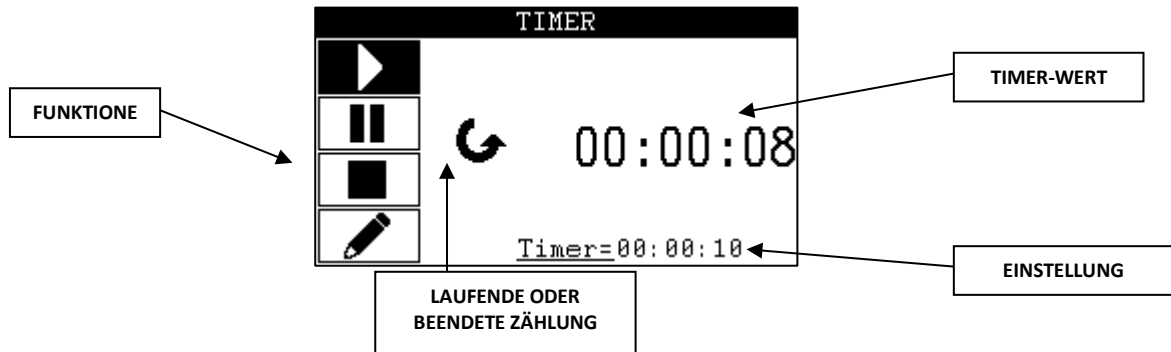 TIMER
TIMER-WERT
FUNKTIONE
00:00:08
Timer=00:00:10
EINSTELLUNG
LAUFENDE ODER
BEENDETE ZÄHLUNG